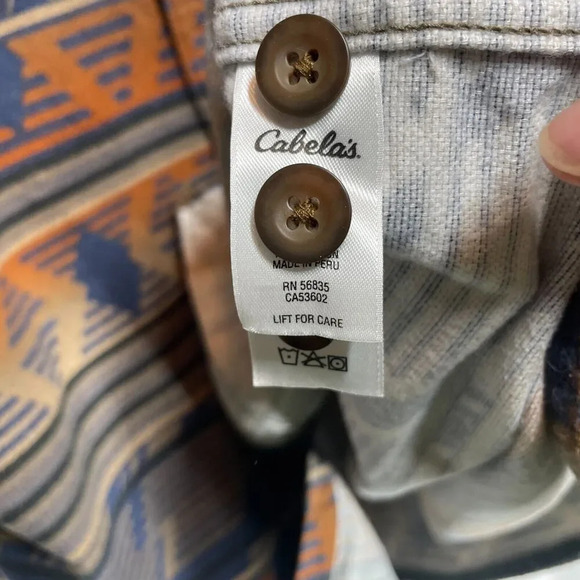 Cabela's.
MADE IN PERU
RN 56835
CA53602
LIFT FOR CARE